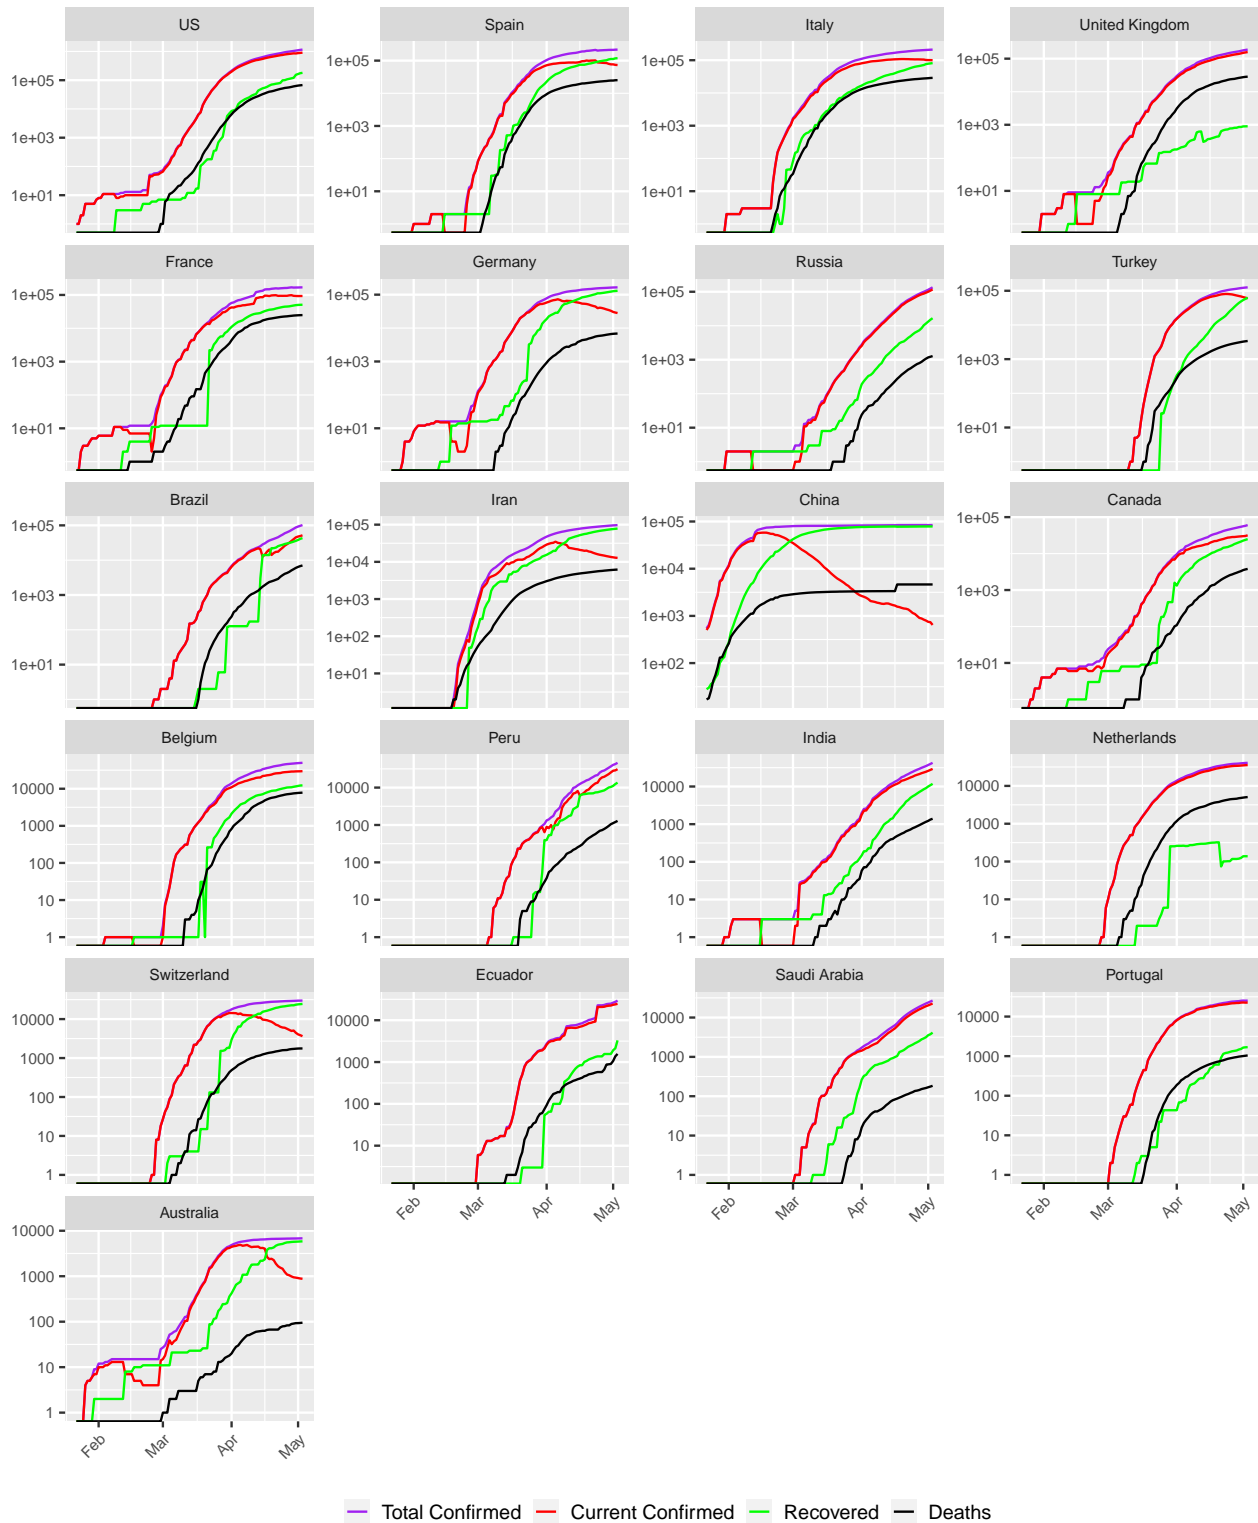 US Spain Italy United Kingdom
1e+05 1e+05 1e+05 1e+05
1e+03 1e+03 1e+03 1e+03
1e+01 1e+01 1e+01 1e+01
France Germany Russia Turkey
1e+05 1e+05 1e+05 1e+05
1e+03 1e+03 1e+03 1e+03
1e+01 1e+01 1e+01 1e+01
Brazil Iran China Canada
1e+05 1e+05 1e+05 1e+05
1e+03 1e+04 1e+04 1e+03
1e+01 1e+03 1e+03 1e+01
1e+02 1e+02
1e+01
Belgium Peru India Netherlands
10000 10000 10000 10000
1000 1000 1000 1000
100 100 100 100
10 10 10 10
1 1 1 1
Switzerland Ecuador Saudi Arabia Portugal
10000 10000 10000 10000
1000 1000 1000 1000
100 100 100 100
10 10 10 10
1 1 1
Feb Mar Apr May Feb Mar Apr May Feb Mar Apr May
Australia
10000
1000
100
10
1
Feb Mar Apr May
Total Confirmed Current Confirmed Recovered Deaths